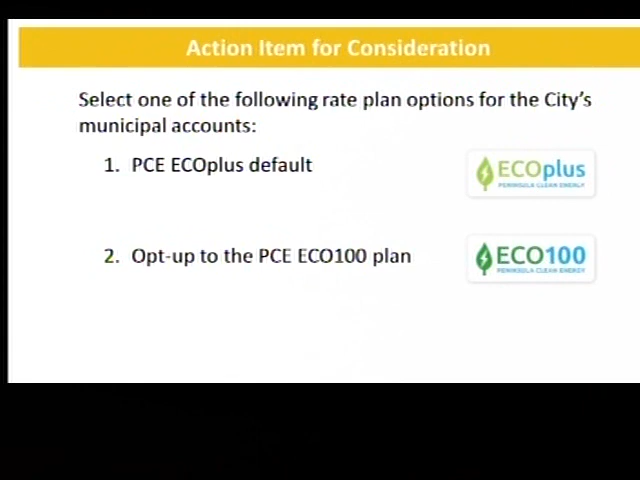 Action Item for Consideration
Select one of the following rate plan options for the City's
municipal accounts:
1. PCE ECOplus default
ECOplus
PENINSULA CLEAN ENERGY
2. Opt-up to the PCE ECO100 plan
ECO100
PENINSULA CLEAN ENERGY